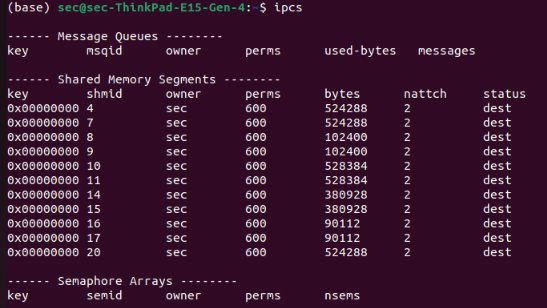 (base) sec@sec-ThinkPad-E15-Gen-4:~$ ipcs
------ Message Queues --------
key        msqid      owner      perms      used-bytes   messages
------ Shared Memory Segments --------
key        shmid      owner      perms      bytes      nattch     status
0x00000000 4          sec        600        524288     2          dest
0x00000000 7          sec        600        524288     2          dest
0x00000000 8          sec        600        102400     2          dest
0x00000000 9          sec        600        102400     2          dest
0x00000000 10         sec        600        528384     2          dest
0x00000000 11         sec        600        528384     2          dest
0x00000000 14         sec        600        380928     2          dest
0x00000000 15         sec        600        380928     2          dest
0x00000000 16         sec        600        90112      2          dest
0x00000000 17         sec        600        90112      2          dest
0x00000000 20         sec        600        524288     2          dest
------ Semaphore Arrays --------
key        semid      owner      perms      nsems